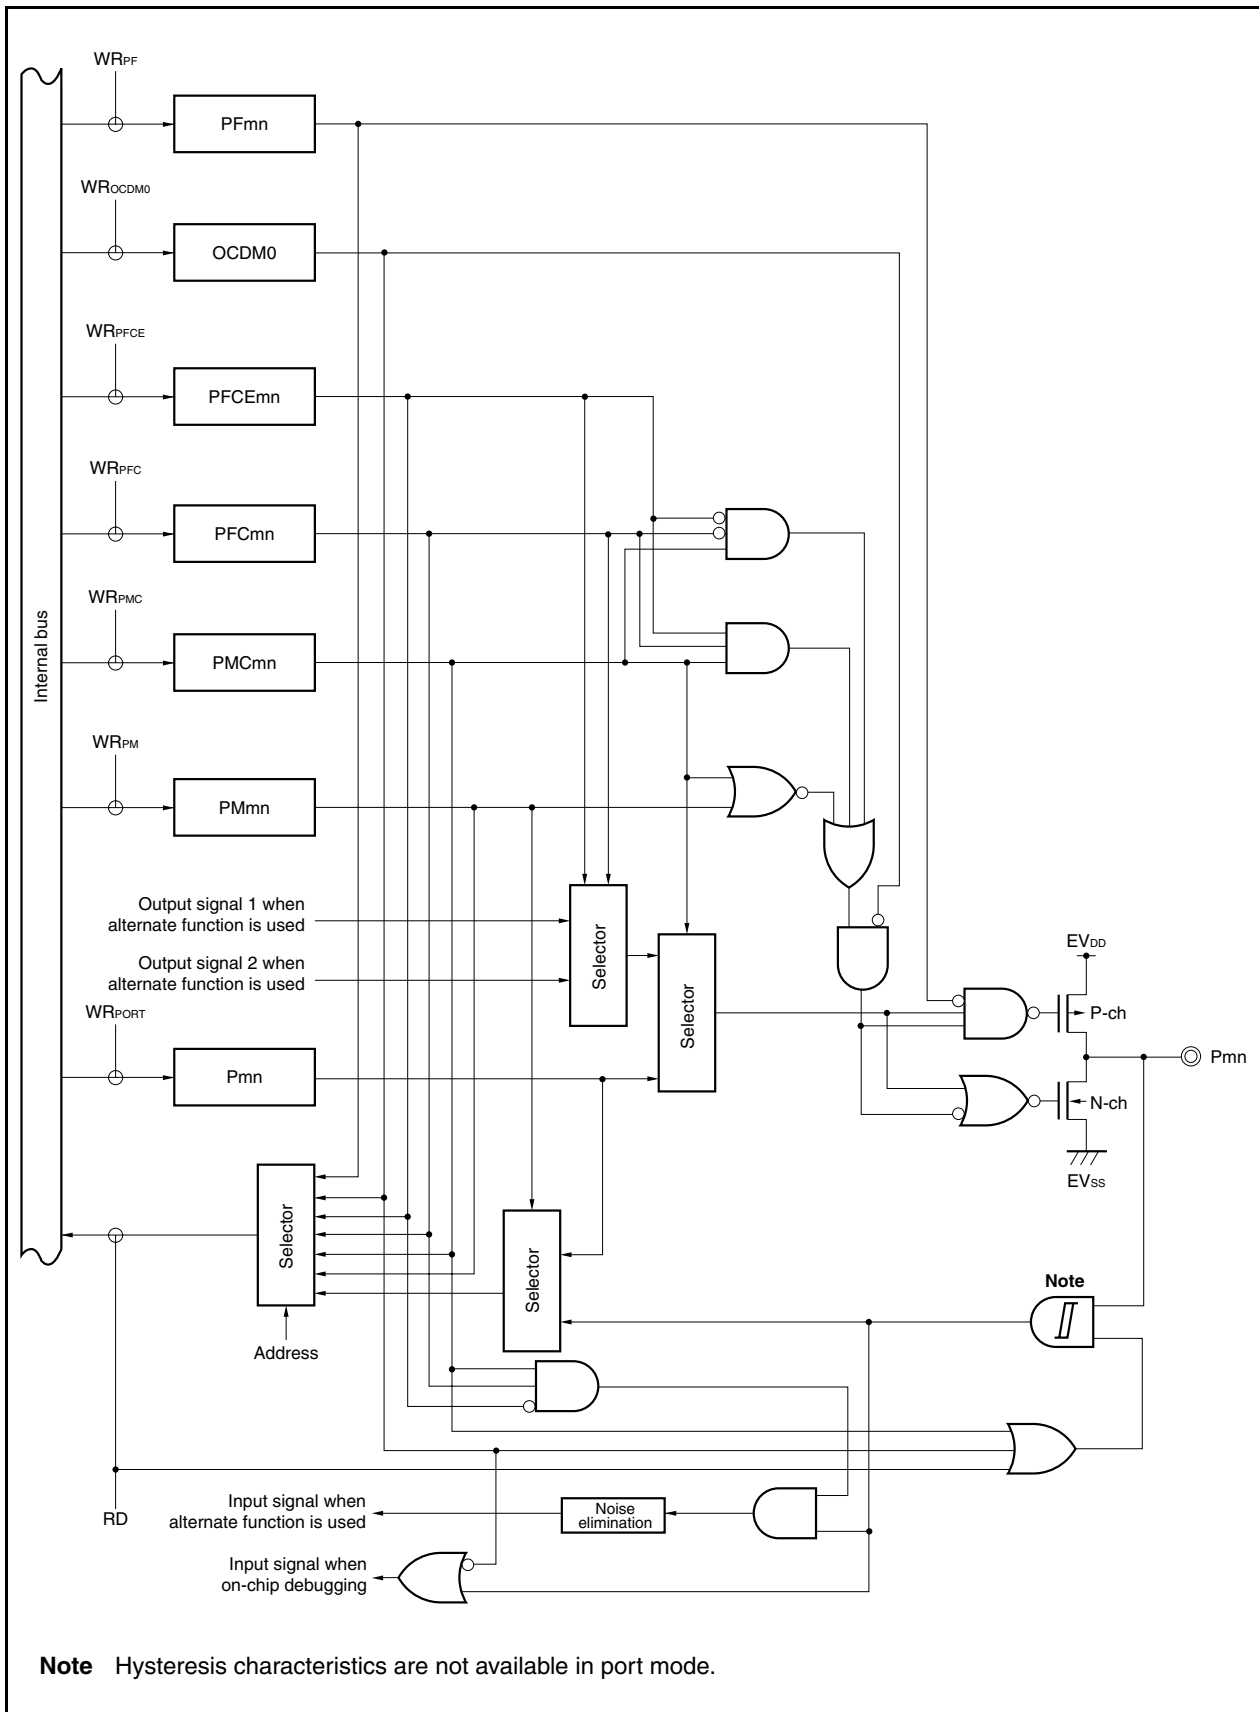 WRPF
PFmn
WROCDM0
OCDM0
WRPFCE
PFCEmn
WRPFC
PFCmn
WRPMC
Internal bus
PMCmn
WRPM
PMmn
Output signal 1 when
alternate function is used
Output signal 2 when
alternate function is used
Selector
Selector
EVDD
P-ch
WRPORT
Pmn
Pmn
N-ch
EVSS
Selector
Selector
Note
Address
RD
Input signal when
alternate function is used
Noise
elimination
Input signal when
on-chip debugging
Note Hysteresis characteristics are not available in port mode.